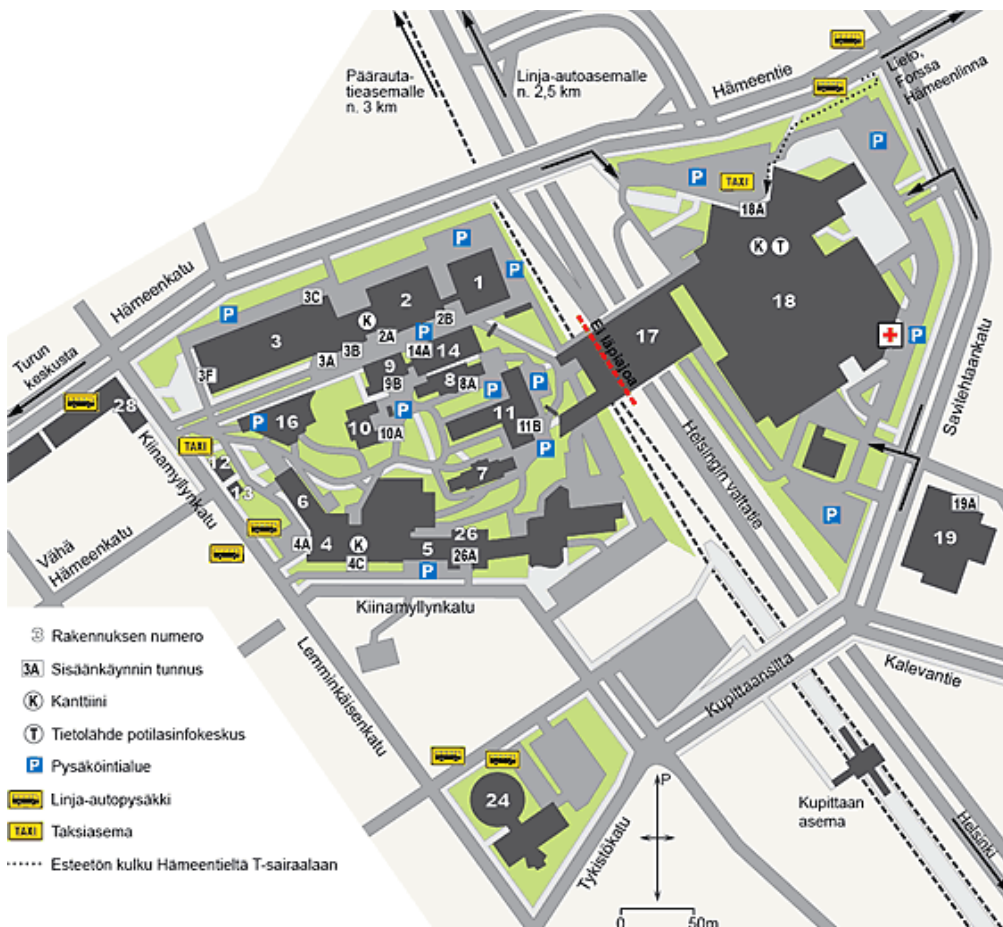 Päärauta-
tieasemalle
n. 3 km
Linja-autoasemalle
n. 2,5 km
Hämeentie
Lieto,
Forssa
Hämeenlinna
P
P
TAXI
18A
K
T
18
P
Savitehtaankatu
17
Ei läpiajoa
Hämeenkatu
P
P
P
1
2
3C
K
2B
2A
P
3
3B
3A
3F
14A
14
9
9B
8
8A
P
P
P
Turun
keskusta
28
P
16
10
10A
11
11B
P
TAXI
12
13
7
6
Kiinamyllynkatu
Vähä
Hämeenkatu
4A
4
K
4C
5
P
26
26A
Helsingin valtatie
P
19A
19
Kiinamyllynkatu
Lemminkäisenkatu
Kupittaansilta
Kalevantie
24
Tykistökatu
P
Kupittaan
asema
Helsinki
0
50m
3 Rakennuksen numero
3A Sisäänkäynnin tunnus
K Kanttiini
T Tietolähde potilasinfokeskus
P Pysäköintialue
Linja-autopysäkki
TAXI Taksiasema
Esteetön kulku Hämeentieltä T-sairaalaan